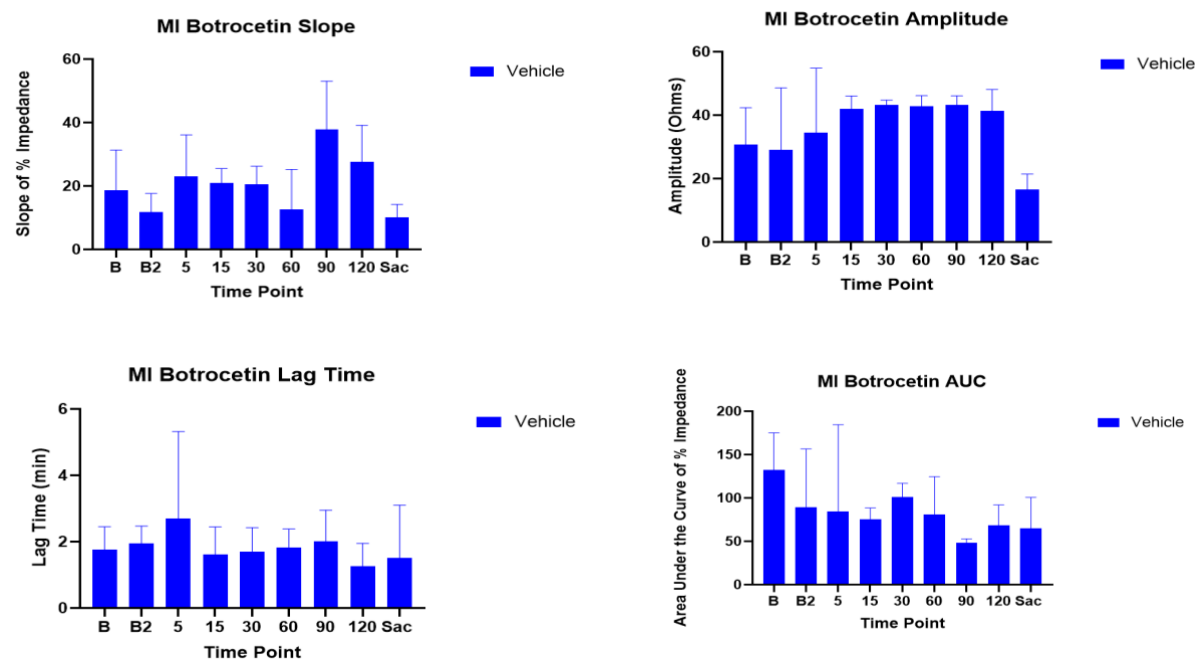 MI Botrocetin Slope
Slope of % Impedance
60
40
20
0
B B2 5 15 30 60 90 120 Sac
Time Point
Vehicle
MI Botrocetin Amplitude
Amplitude (Ohms)
60
40
20
0
B B2 5 15 30 60 90 120 Sac
Time Point
Vehicle
MI Botrocetin Lag Time
Lag Time (min)
6
4
2
0
B B2 5 15 30 60 90 120 Sac
Time Point
Vehicle
MI Botrocetin AUC
Area Under the Curve of % Impedance
200
150
100
50
0
B B2 5 15 30 60 90 120 Sac
Time Point
Vehicle